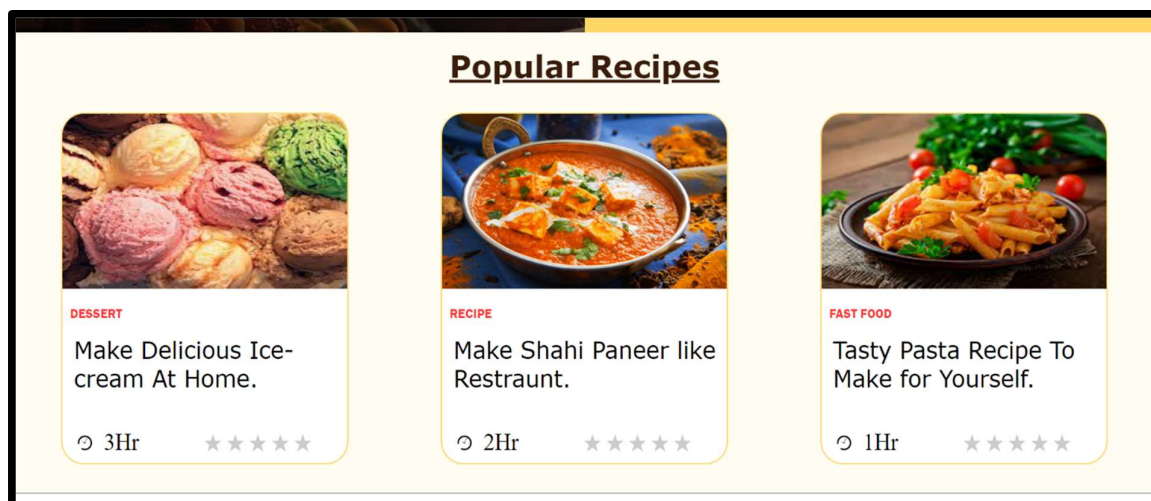 Popular Recipes
DESSERT
Make Delicious Ice-
cream At Home.
3Hr
RECIPE
Make Shahi Paneer like
Restraunt.
2Hr
FAST FOOD
Tasty Pasta Recipe To
Make for Yourself.
1Hr